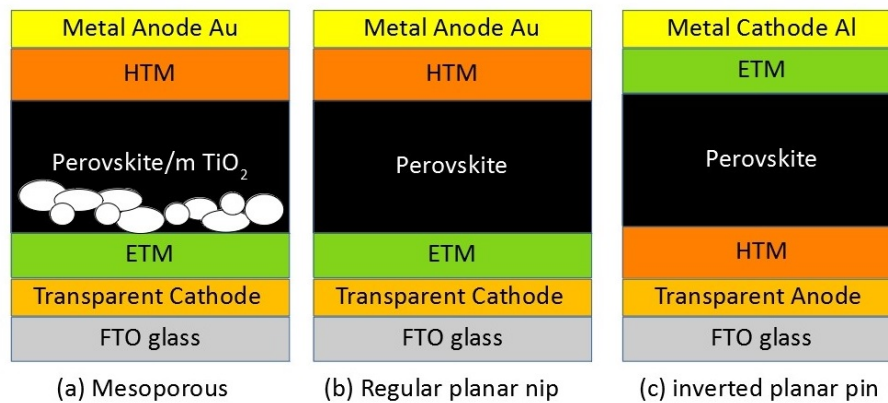 Metal Anode Au
HTM
Perovskite/m TiO2
ETM
Transparent Cathode
FTO glass
(a) Mesoporous
Metal Anode Au
HTM
Perovskite
ETM
Transparent Cathode
FTO glass
(b) Regular planar nip
Metal Cathode Al
ETM
Perovskite
HTM
Transparent Anode
FTO glass
(c) inverted planar pin